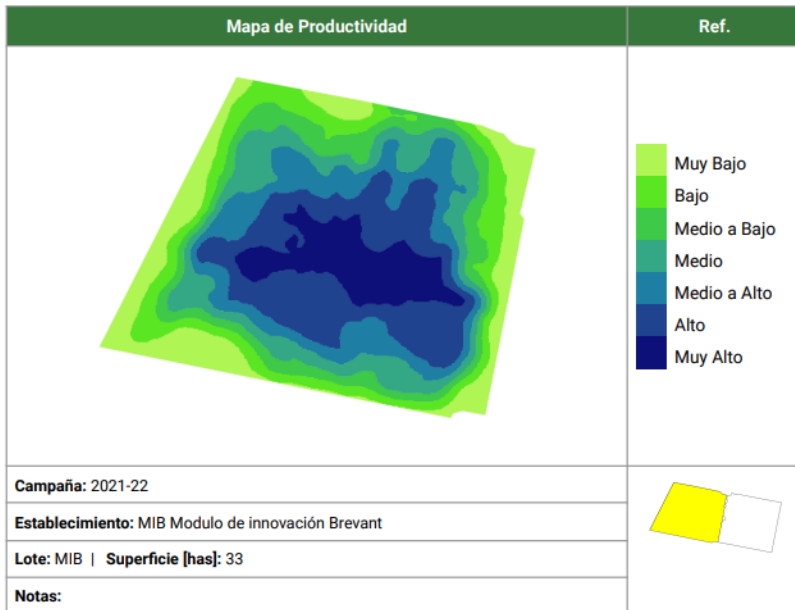 Mapa de Productividad
Ref.
Muy Bajo
Bajo
Medio a Bajo
Medio
Medio a Alto
Alto
Muy Alto
Campaña: 2021-22
Establecimiento: MIB Modulo de innovación Brevant
Lote: MIB | Superficie [has]: 33
Notas: